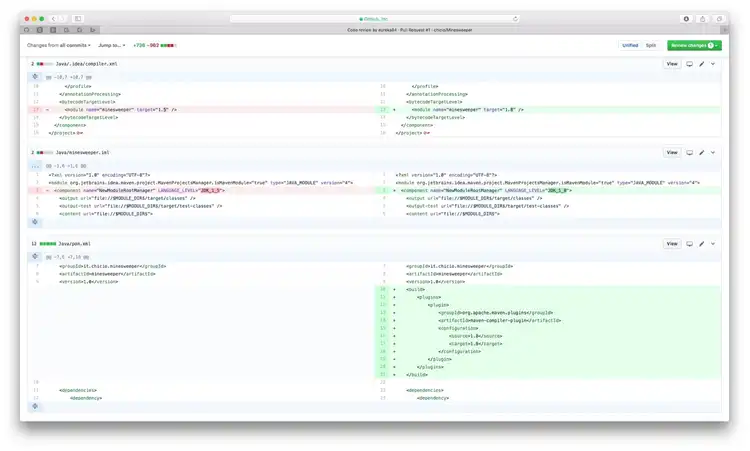 GitHub, Inc.
Code review by eureka84 · Pull Request #1 · chicio/Minesweeper
Changes from all commits Jump to... +736 −902 Unified Split Review changes
2 Java/.idea/compiler.xml View
@@ -10,7 +10,7 @@
10 </profile> 10 </profile>
11 </annotationProcessing> 11 </annotationProcessing>
12 <bytecodeTargetLevel> 12 <bytecodeTargetLevel>
13 - <module name="minesweeper" target="1.5" /> 13 + <module name="minesweeper" target="1.8" />
14 </bytecodeTargetLevel> 14 </bytecodeTargetLevel>
15 </component> 15 </component>
16 </project> 16 </project>
2 Java/minesweeper.iml View
@@ -1,6 +1,6 @@
1 <?xml version="1.0" encoding="UTF-8"?> 1 <?xml version="1.0" encoding="UTF-8"?>
2 <module org.jetbrains.idea.maven.project.MavenProjectsManager.isMavenModule="true" type="JAVA_MODULE" version="4"> 2 <module org.jetbrains.idea.maven.project.MavenProjectsManager.isMavenModule="true" type="JAVA_MODULE" version="4">
3 - <component name="NewModuleRootManager" LANGUAGE_LEVEL="JDK_1_5"> 3 + <component name="NewModuleRootManager" LANGUAGE_LEVEL="JDK_1_8">
4 <output url="file://$MODULE_DIR$/target/classes" /> 4 <output url="file://$MODULE_DIR$/target/classes" />
5 <output-test url="file://$MODULE_DIR$/target/test-classes" /> 5 <output-test url="file://$MODULE_DIR$/target/test-classes" />
6 <content url="file://$MODULE_DIR$"> 6 <content url="file://$MODULE_DIR$">
12 Java/pom.xml View
@@ -7,6 +7,18 @@
7 <groupId>it.chicio.minesweeper</groupId> 7 <groupId>it.chicio.minesweeper</groupId>
8 <artifactId>minesweeper</artifactId> 8 <artifactId>minesweeper</artifactId>
9 <version>1.0</version> 9 <version>1.0</version>
10 + <build>
11 + <plugins>
12 + <plugin>
13 + <groupId>org.apache.maven.plugins</groupId>
14 + <artifactId>maven-compiler-plugin</artifactId>
15 + <configuration>
16 + <source>1.8</source>
17 + <target>1.8</target>
18 + </configuration>
19 + </plugin>
20 + </plugins>
21 + </build>
10 22
11 <dependencies> 23 <dependencies>
12 <dependency> 24 <dependency>